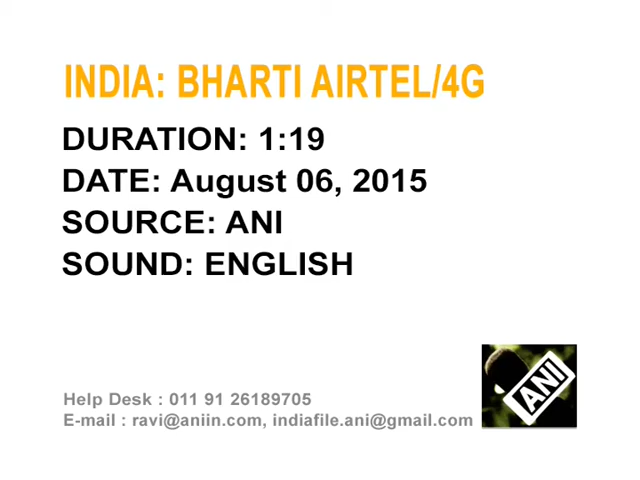 INDIA: BHARTI AIRTEL/4G
DURATION: 1:19
DATE: August 06, 2015
SOURCE: ANI
SOUND: ENGLISH
Help Desk : 011 91 26189705
E-mail : ravi@aniin.com, indiafile.ani@gmail.com
ANI